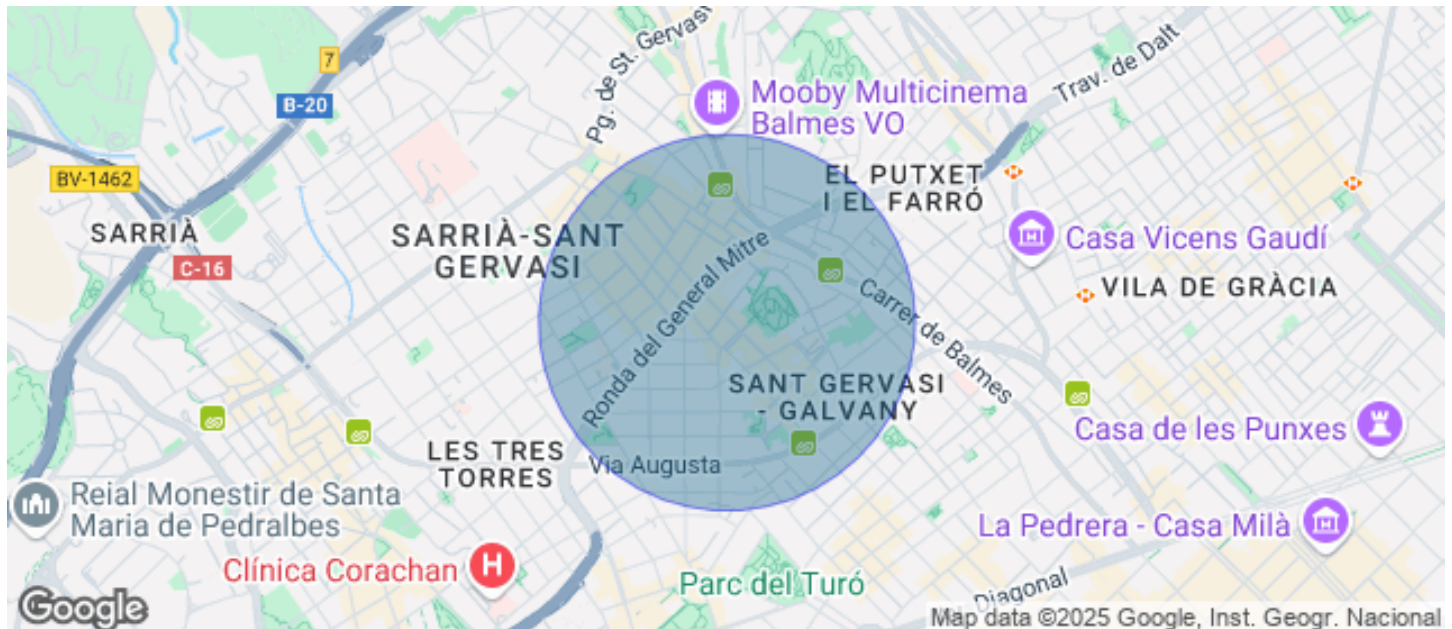 Pg. de St. Gervasi
7
B-20
Mooby Multicinema
Balmes VO
Trav. de Dalt
BV-1462
EL PUTXET
I EL FARRÓ
SARRIÀ
SARRIÀ-SANT
GERVASI
C-16
Casa Vicens Gaudí
Ronda del General Mitre
VILA DE GRÀCIA
Carrer de Balmes
SANT GERVASI
- GALVANY
Casa de les Punxes
LES TRES
TORRES
Via Augusta
Reial Monestir de Santa
Maria de Pedralbes
La Pedrera - Casa Milà
Clínica Corachan
H
Parc del Turó
Diagonal
Google
Map data ©2025 Google, Inst. Geogr. Nacional